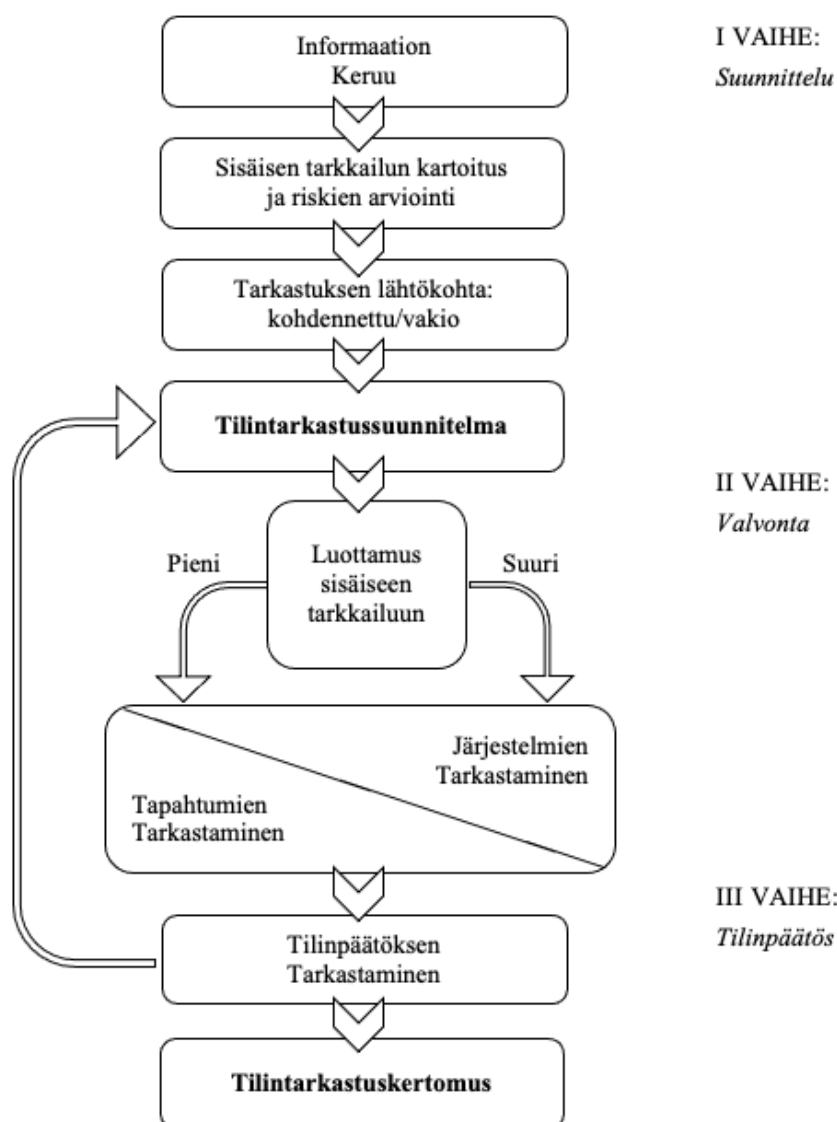 Informaation
Keruu
I VAIHE:
Suunnittelu
Sisäisen tarkkailun kartoitus
ja riskien arviointi
Tarkastuksen lähtökohta:
kohdennettu/vakio
Tilintarkastussuunnitelma
II VAIHE:
Valvonta
Pieni
Luottamus
sisäiseen
tarkkailuun
Suuri
Järjestelmien
Tarkastaminen
Tapahtumien
Tarkastaminen
III VAIHE:
Tilinpäätös
Tilinpäätöksen
Tarkastaminen
Tilintarkastuskertomus